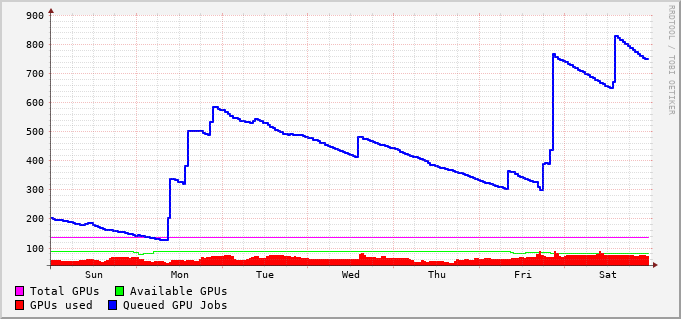 900
800
700
600
500
400
300
200
100
Sun Mon Tue Wed Thu Fri Sat
Total GPUs Available GPUs
GPUs used Queued GPU Jobs
RRDTOOL / TOBI OETIKER